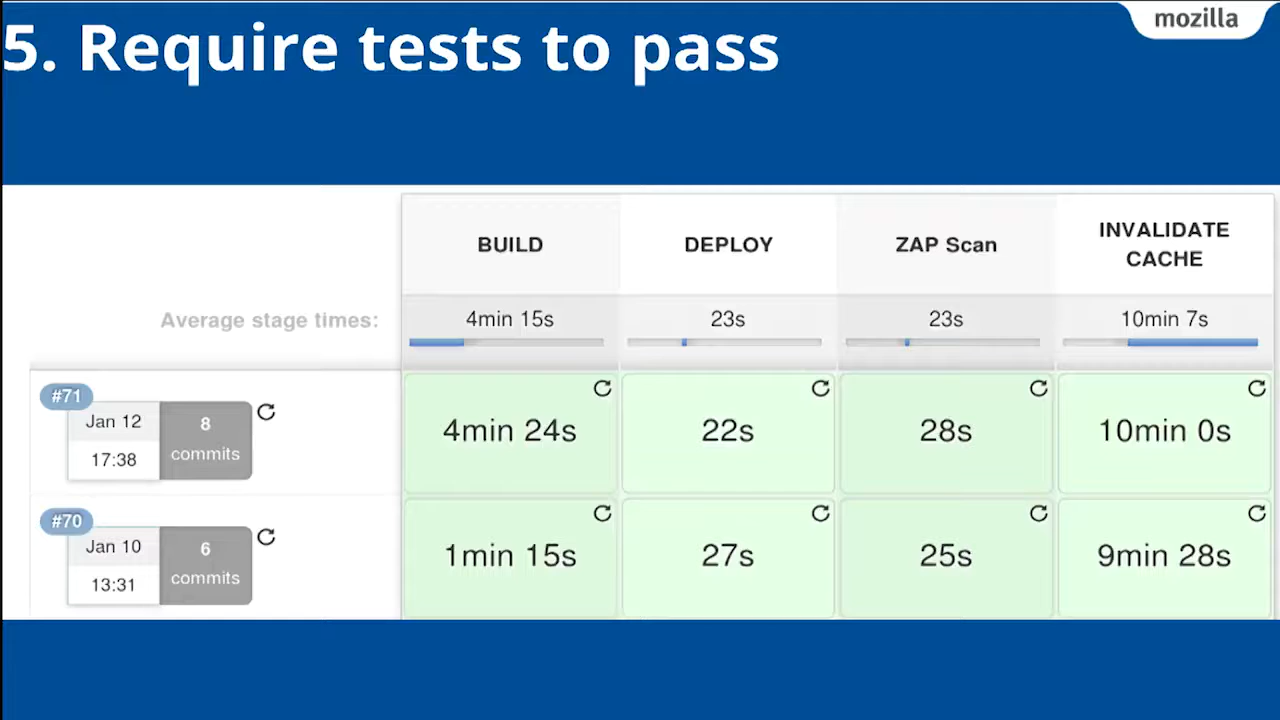 mozilla
5. Require tests to pass
BUILD
DEPLOY
ZAP Scan
INVALIDATE
CACHE
Average stage times:
4min 15s
23s
23s
10min 7s
#71
Jan 12
17:38
8
commits
4min 24s
22s
28s
10min 0s
#70
Jan 10
13:31
6
commits
1min 15s
27s
25s
9min 28s